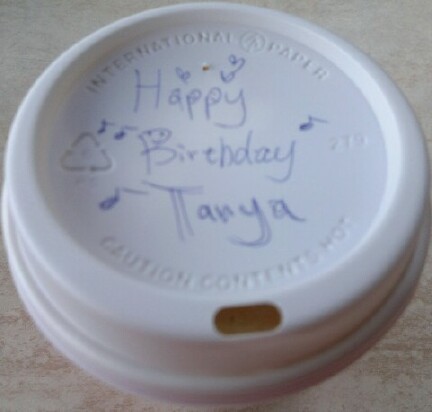 INTERNATIONAL PAPER
Happy
Birthday
Tanya
CAUTION CONTENTS HOT